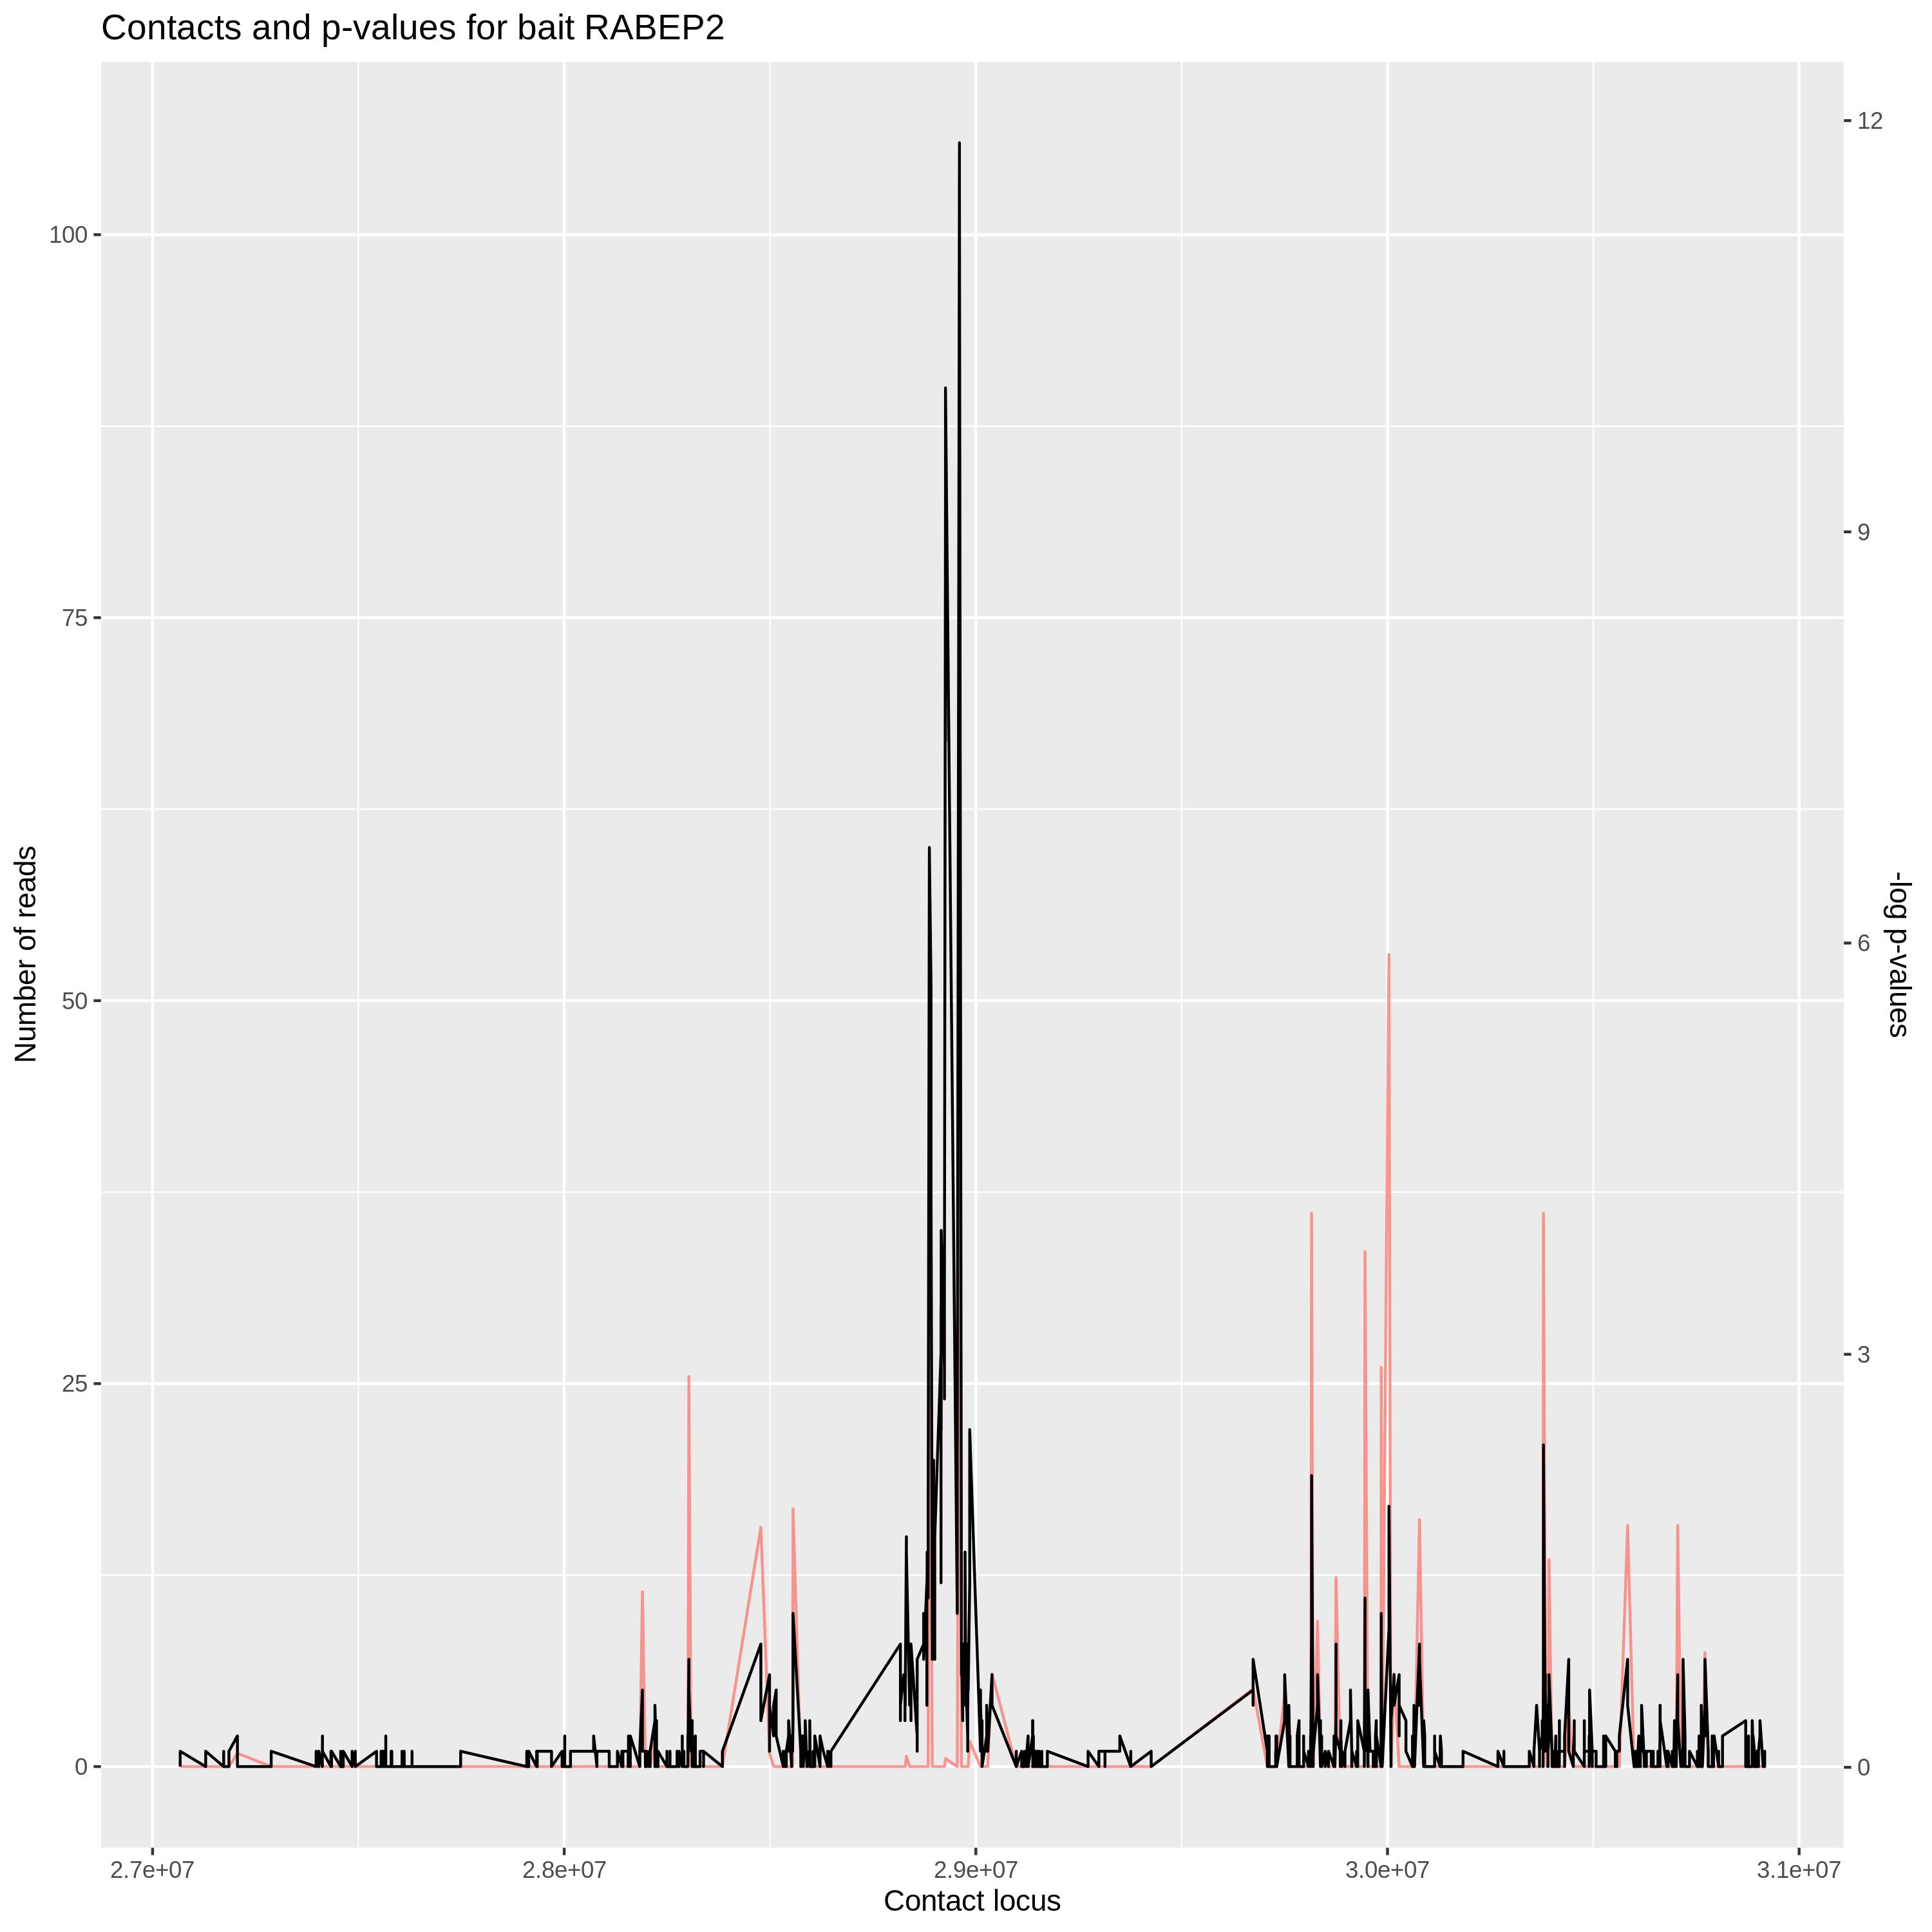 Contacts and p-values for bait RABEP2
Number of reads
100
75
50
25
0
12
9
6
3
0
-log p-values
2.7e+07 2.8e+07 2.9e+07 3.0e+07 3.1e+07
Contact locus